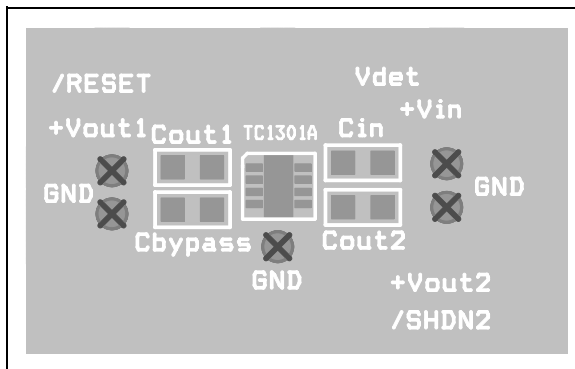 /RESET
Vdet
+Vin
+Vout1
Cout1
TC1301A
Cin
GND
GND
Cbypass
Cout2
GND
+Vout2
/SHDN2